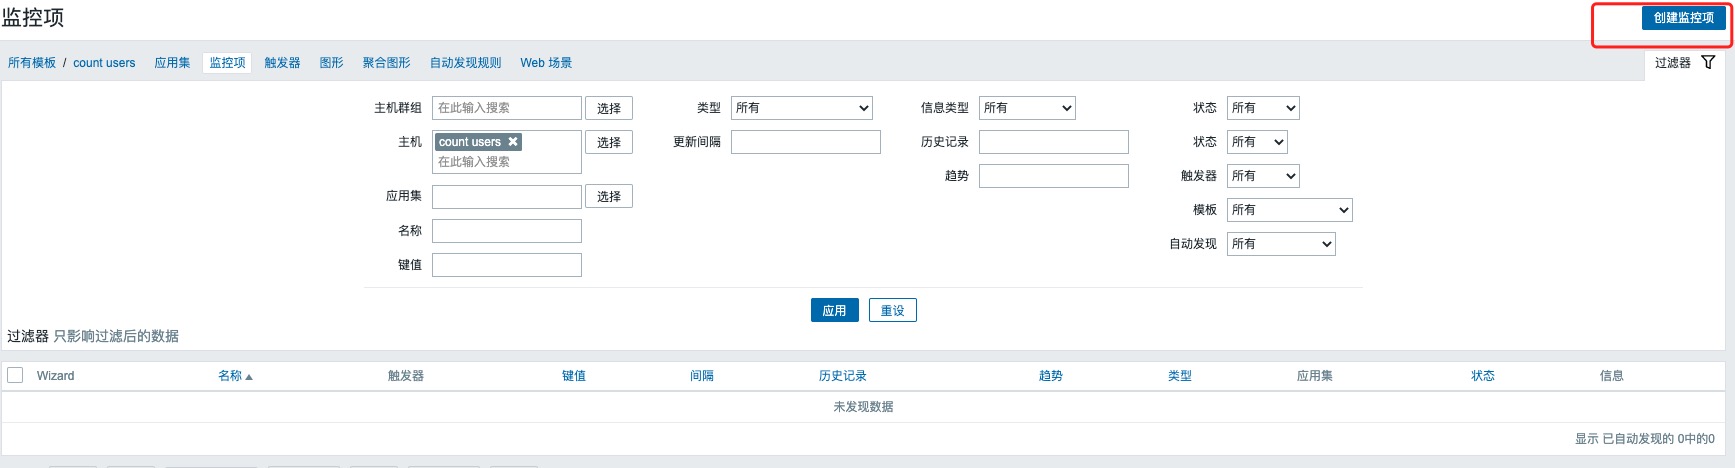 监控项
创建监控项
所有模板 / count users 应用集 监控项 触发器 图形 聚合图形 自动发现规则 Web 场景 过滤器
主机群组 在此输入搜索 选择 类型 所有 信息类型 所有 状态 所有
主机 count users 在此输入搜索 选择 更新间隔 历史记录 状态 所有
趋势 触发器 所有
应用集 选择 模板 所有
名称 自动发现 所有
键值
应用 重设
过滤器 只影响过滤后的数据
Wizard 名称 触发器 键值 间隔 历史记录 趋势 类型 应用集 状态 信息
未发现数据
显示 已自动发现的 0中的0